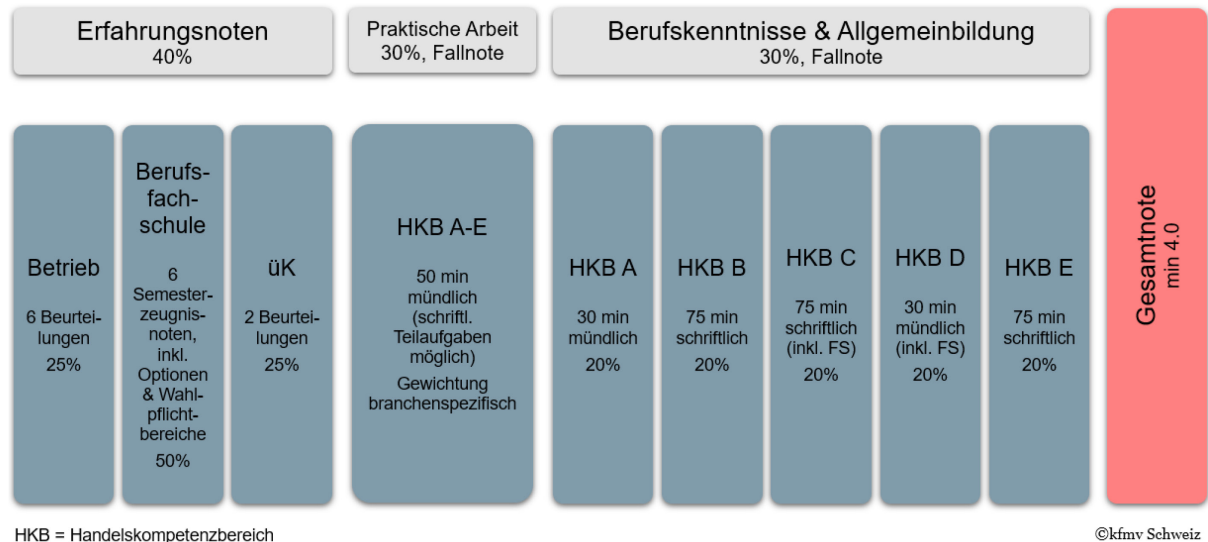 Erfahrungsnoten
40%
Praktische Arbeit
30%, Fallnote
Berufskenntnisse & Allgemeinbildung
30%, Fallnote
Betrieb
6 Beurtei-
lungen
25%
Berufs-
fach-
schule
6
Semester-
zeugnis-
noten,
inkl.
Optionen
& Wahl-
pflicht-
bereiche
50%
üK
2 Beurtei-
lungen
25%
HKB A-E
50 min
mündlich
(schriftl.
Teilaufgaben
möglich)
Gewichtung
branchenspezifisch
HKB A
30 min
mündlich
20%
HKB B
75 min
schriftlich
20%
HKB C
75 min
schriftlich
(inkl. FS)
20%
HKB D
30 min
mündlich
(inkl. FS)
20%
HKB E
75 min
schriftlich
20%
Gesamtnote
min 4.0
HKB = Handelskompetenzbereich
©kfmv Schweiz